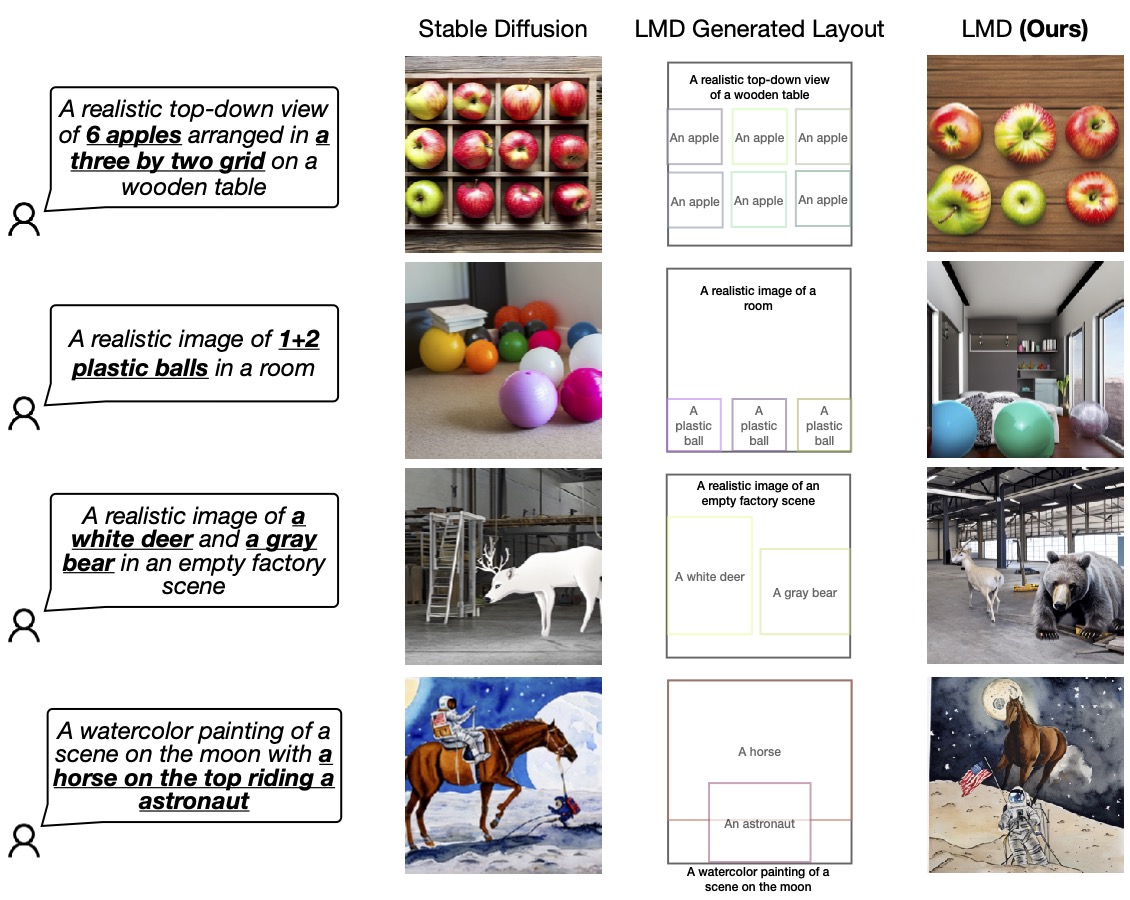 Stable Diffusion
LMD Generated Layout
LMD (Ours)
A realistic top-down view
of 6 apples arranged in a
three by two grid on a
wooden table
A realistic top-down view
of a wooden table
An apple
An apple
An apple
An apple
An apple
An apple
A realistic image of 1+2
plastic balls in a room
A realistic image of a
room
A
plastic
ball
A
plastic
ball
A
plastic
ball
A realistic image of a
white deer and a gray
bear in an empty factory
scene
A realistic image of an
empty factory scene
A white deer
A gray bear
A watercolor painting of a
scene on the moon with a
horse on the top riding a
astronaut
A horse
An astronaut
A watercolor painting of a
scene on the moon